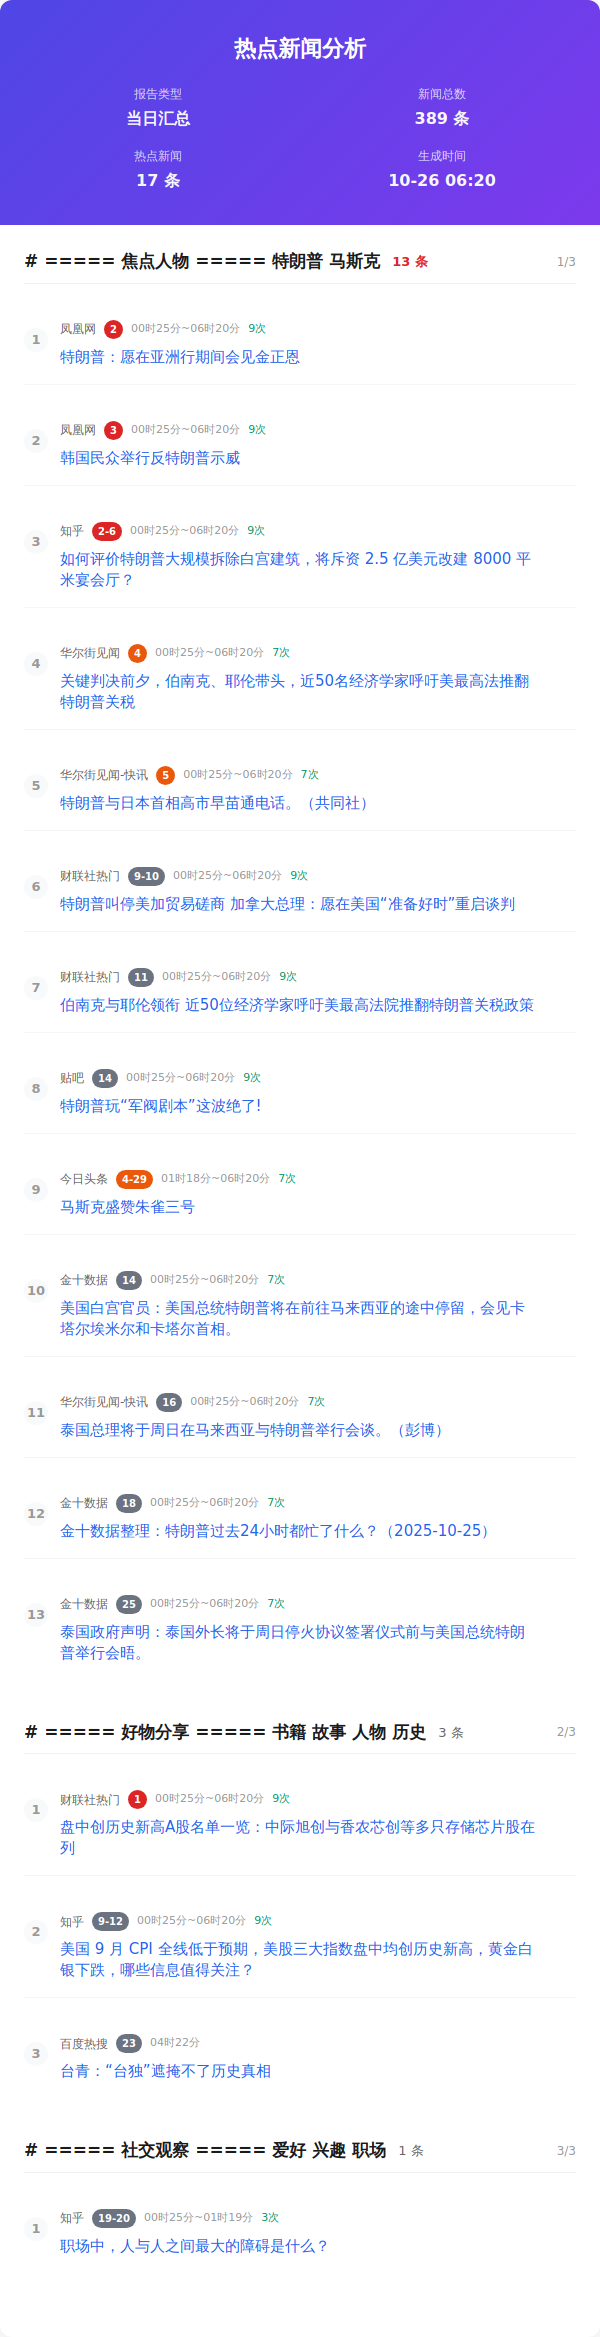 热点新闻分析
报告类型 新闻总数
当日汇总 389 条
热点新闻 生成时间
17 条 10-26 06:20
# ===== 焦点人物 ===== 特朗普 马斯克 13 条 1/3
1 凤凰网 2 00时25分~06时20分 9次
特朗普：愿在亚洲行期间会见金正恩
2 凤凰网 3 00时25分~06时20分 9次
韩国民众举行反特朗普示威
3 知乎 2-6 00时25分~06时20分 9次
如何评价特朗普大规模拆除白宫建筑，将斥资 2.5 亿美元改建 8000 平
米宴会厅？
4 华尔街见闻 4 00时25分~06时20分 7次
关键判决前夕，伯南克、耶伦带头，近50名经济学家呼吁美最高法推翻
特朗普关税
5 华尔街见闻-快讯 5 00时25分~06时20分 7次
特朗普与日本首相高市早苗通电话。（共同社）
6 财联社热门 9-10 00时25分~06时20分 9次
特朗普叫停美加贸易磋商 加拿大总理：愿在美国“准备好时”重启谈判
7 财联社热门 11 00时25分~06时20分 9次
伯南克与耶伦领衔 近50位经济学家呼吁美最高法院推翻特朗普关税政策
8 贴吧 14 00时25分~06时20分 9次
特朗普玩“军阀剧本”这波绝了!
9 今日头条 4-29 01时18分~06时20分 7次
马斯克盛赞朱雀三号
10 金十数据 14 00时25分~06时20分 7次
美国白宫官员：美国总统特朗普将在前往马来西亚的途中停留，会见卡
塔尔埃米尔和卡塔尔首相。
11 华尔街见闻-快讯 16 00时25分~06时20分 7次
泰国总理将于周日在马来西亚与特朗普举行会谈。（彭博）
12 金十数据 18 00时25分~06时20分 7次
金十数据整理：特朗普过去24小时都忙了什么？（2025-10-25）
13 金十数据 25 00时25分~06时20分 7次
泰国政府声明：泰国外长将于周日停火协议签署仪式前与美国总统特朗
普举行会晤。
# ===== 好物分享 ===== 书籍 故事 人物 历史 3 条 2/3
1 财联社热门 1 00时25分~06时20分 9次
盘中创历史新高A股名单一览：中际旭创与香农芯创等多只存储芯片股在
列
2 知乎 9-12 00时25分~06时20分 9次
美国 9 月 CPI 全线低于预期，美股三大指数盘中均创历史新高，黄金白
银下跌，哪些信息值得关注？
3 百度热搜 23 04时22分
台青：“台独”遮掩不了历史真相
# ===== 社交观察 ===== 爱好 兴趣 职场 1 条 3/3
1 知乎 19-20 00时25分~01时19分 3次
职场中，人与人之间最大的障碍是什么？